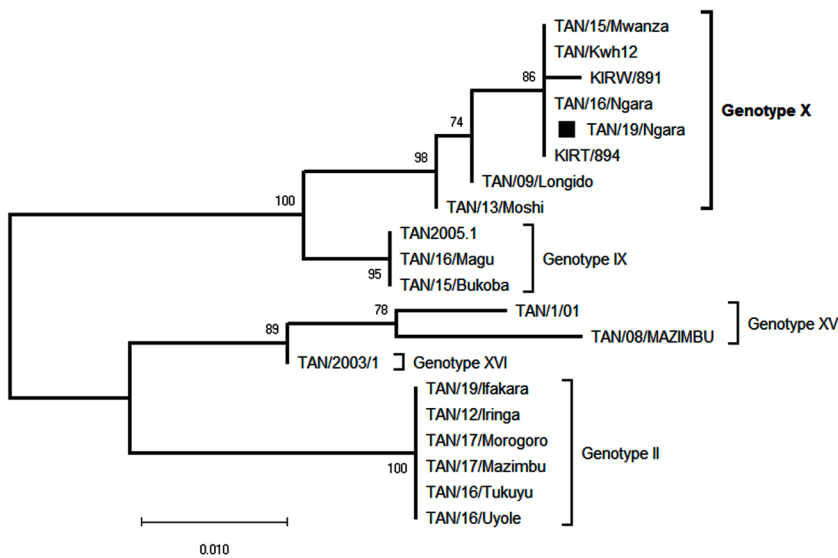 TAN/15/Mwanza
TAN/Kwh12
86
KIRW/891
TAN/16/Ngara
Genotype X
74
TAN/19/Ngara
KIRT/894
98
TAN/09/Longido
100
TAN/13/Moshi
TAN2005.1
TAN/16/Magu
Genotype IX
95
TAN/15/Bukoba
78
TAN/1/01
Genotype XV
89
TAN/08/MAZIMBU
TAN/2003/1
Genotype XVI
TAN/19/Ifakara
TAN/12/Iringa
TAN/17/Morogoro
Genotype II
100
TAN/17/Mazimbu
TAN/16/Tukuyu
TAN/16/Uyole
0.010